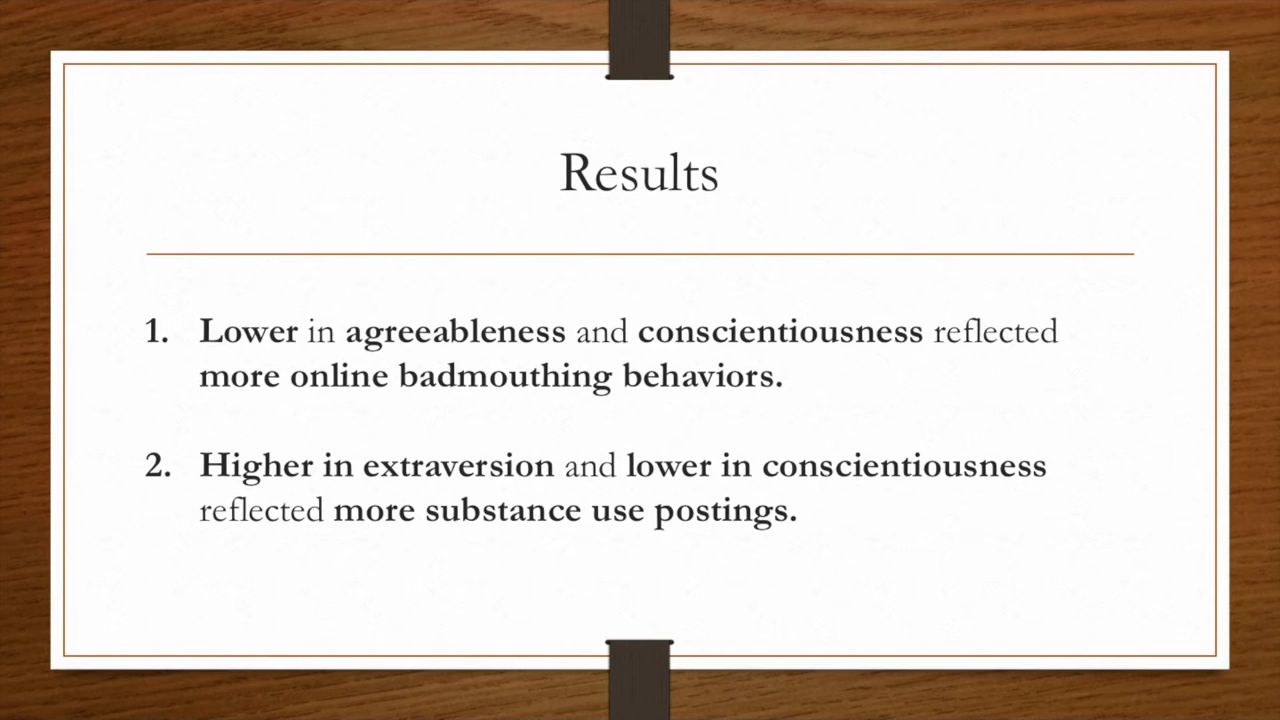 Results
1. Lower in agreeableness and conscientiousness reflected
more online badmouthing behaviors.
2. Higher in extraversion and lower in conscientiousness
reflected more substance use postings.